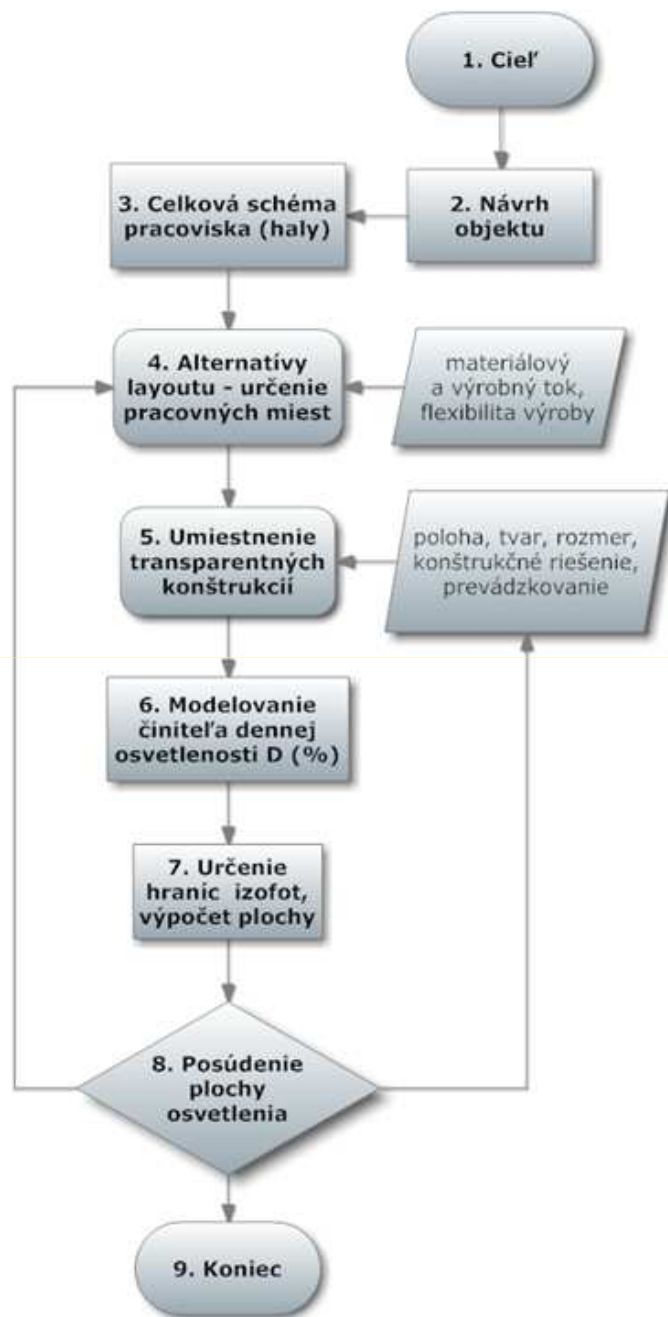 1. Cieľ
2. Návrh
objektu
3. Celková schéma
pracoviska (haly)
4. Alternatívy
layoutu - určenie
pracovných miest
materiálový
a výrobný tok,
flexibilita výroby
5. Umiestnenie
transparentných
konštrukcií
poloha, tvar, rozmer,
konštrukčné riešenie,
prevádzkovanie
6. Modelovanie
činiteľa dennej
osvetlenosti D (%)
7. Určenie
hraníc izofot,
výpočet plochy
8. Posúdenie
plochy
osvetlenia
9. Koniec